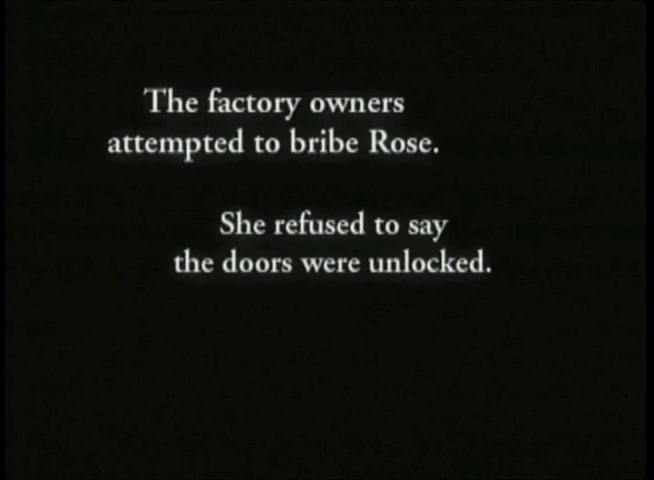 The factory owners
attempted to bribe Rose.
She refused to say
the doors were unlocked.